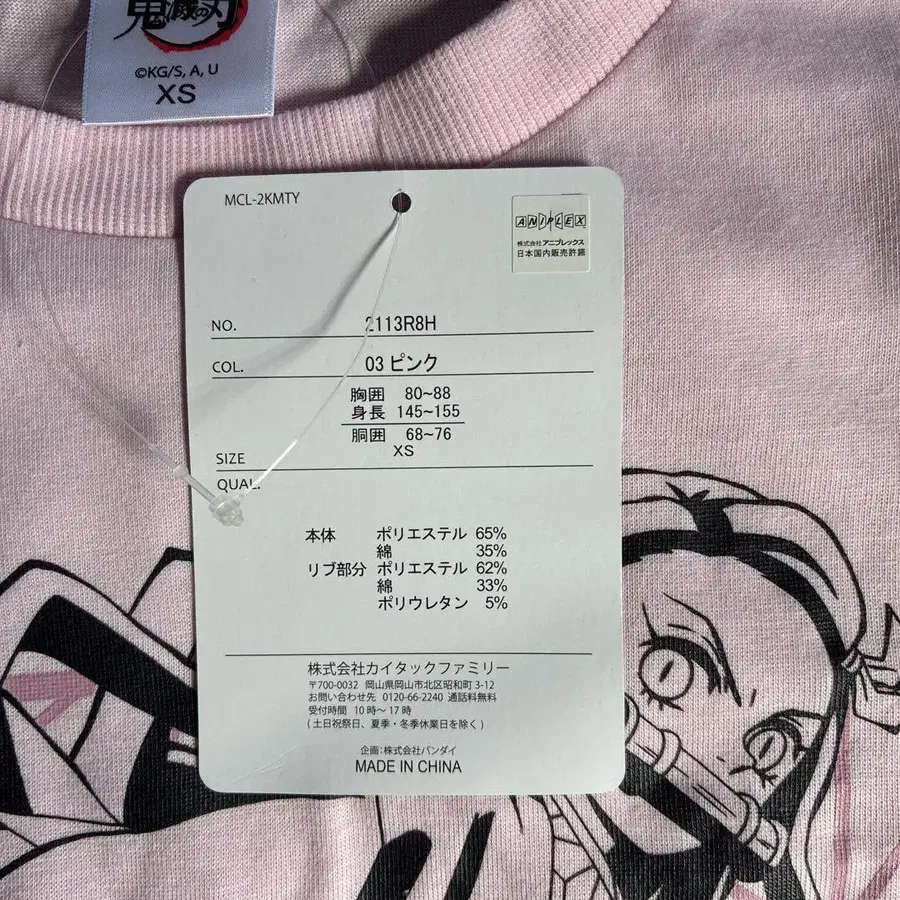 鬼滅の刃
©KG/S, A, U
XS
MCL-2KMTY
ANIPLEX
株式会社 アニプレックス
日本国内販売許諾
NO. 2113R8H
COL. 03 ピンク
胸囲 80~88
身長 145~155
胴囲 68~76
SIZE XS
QUAL.
本体 ポリエステル 65%
綿 35%
リブ部分 ポリエステル 62%
綿 33%
ポリウレタン 5%
株式会社カイタックファミリー
〒700-0032 岡山県岡山市北区昭和町 3-12
お問い合わせ先 0120-66-2240 通話料無料
受付時間 10時〜17時
(土日祝祭日、夏季・冬季休業日を除く)
企画:株式会社バンダイ
MADE IN CHINA